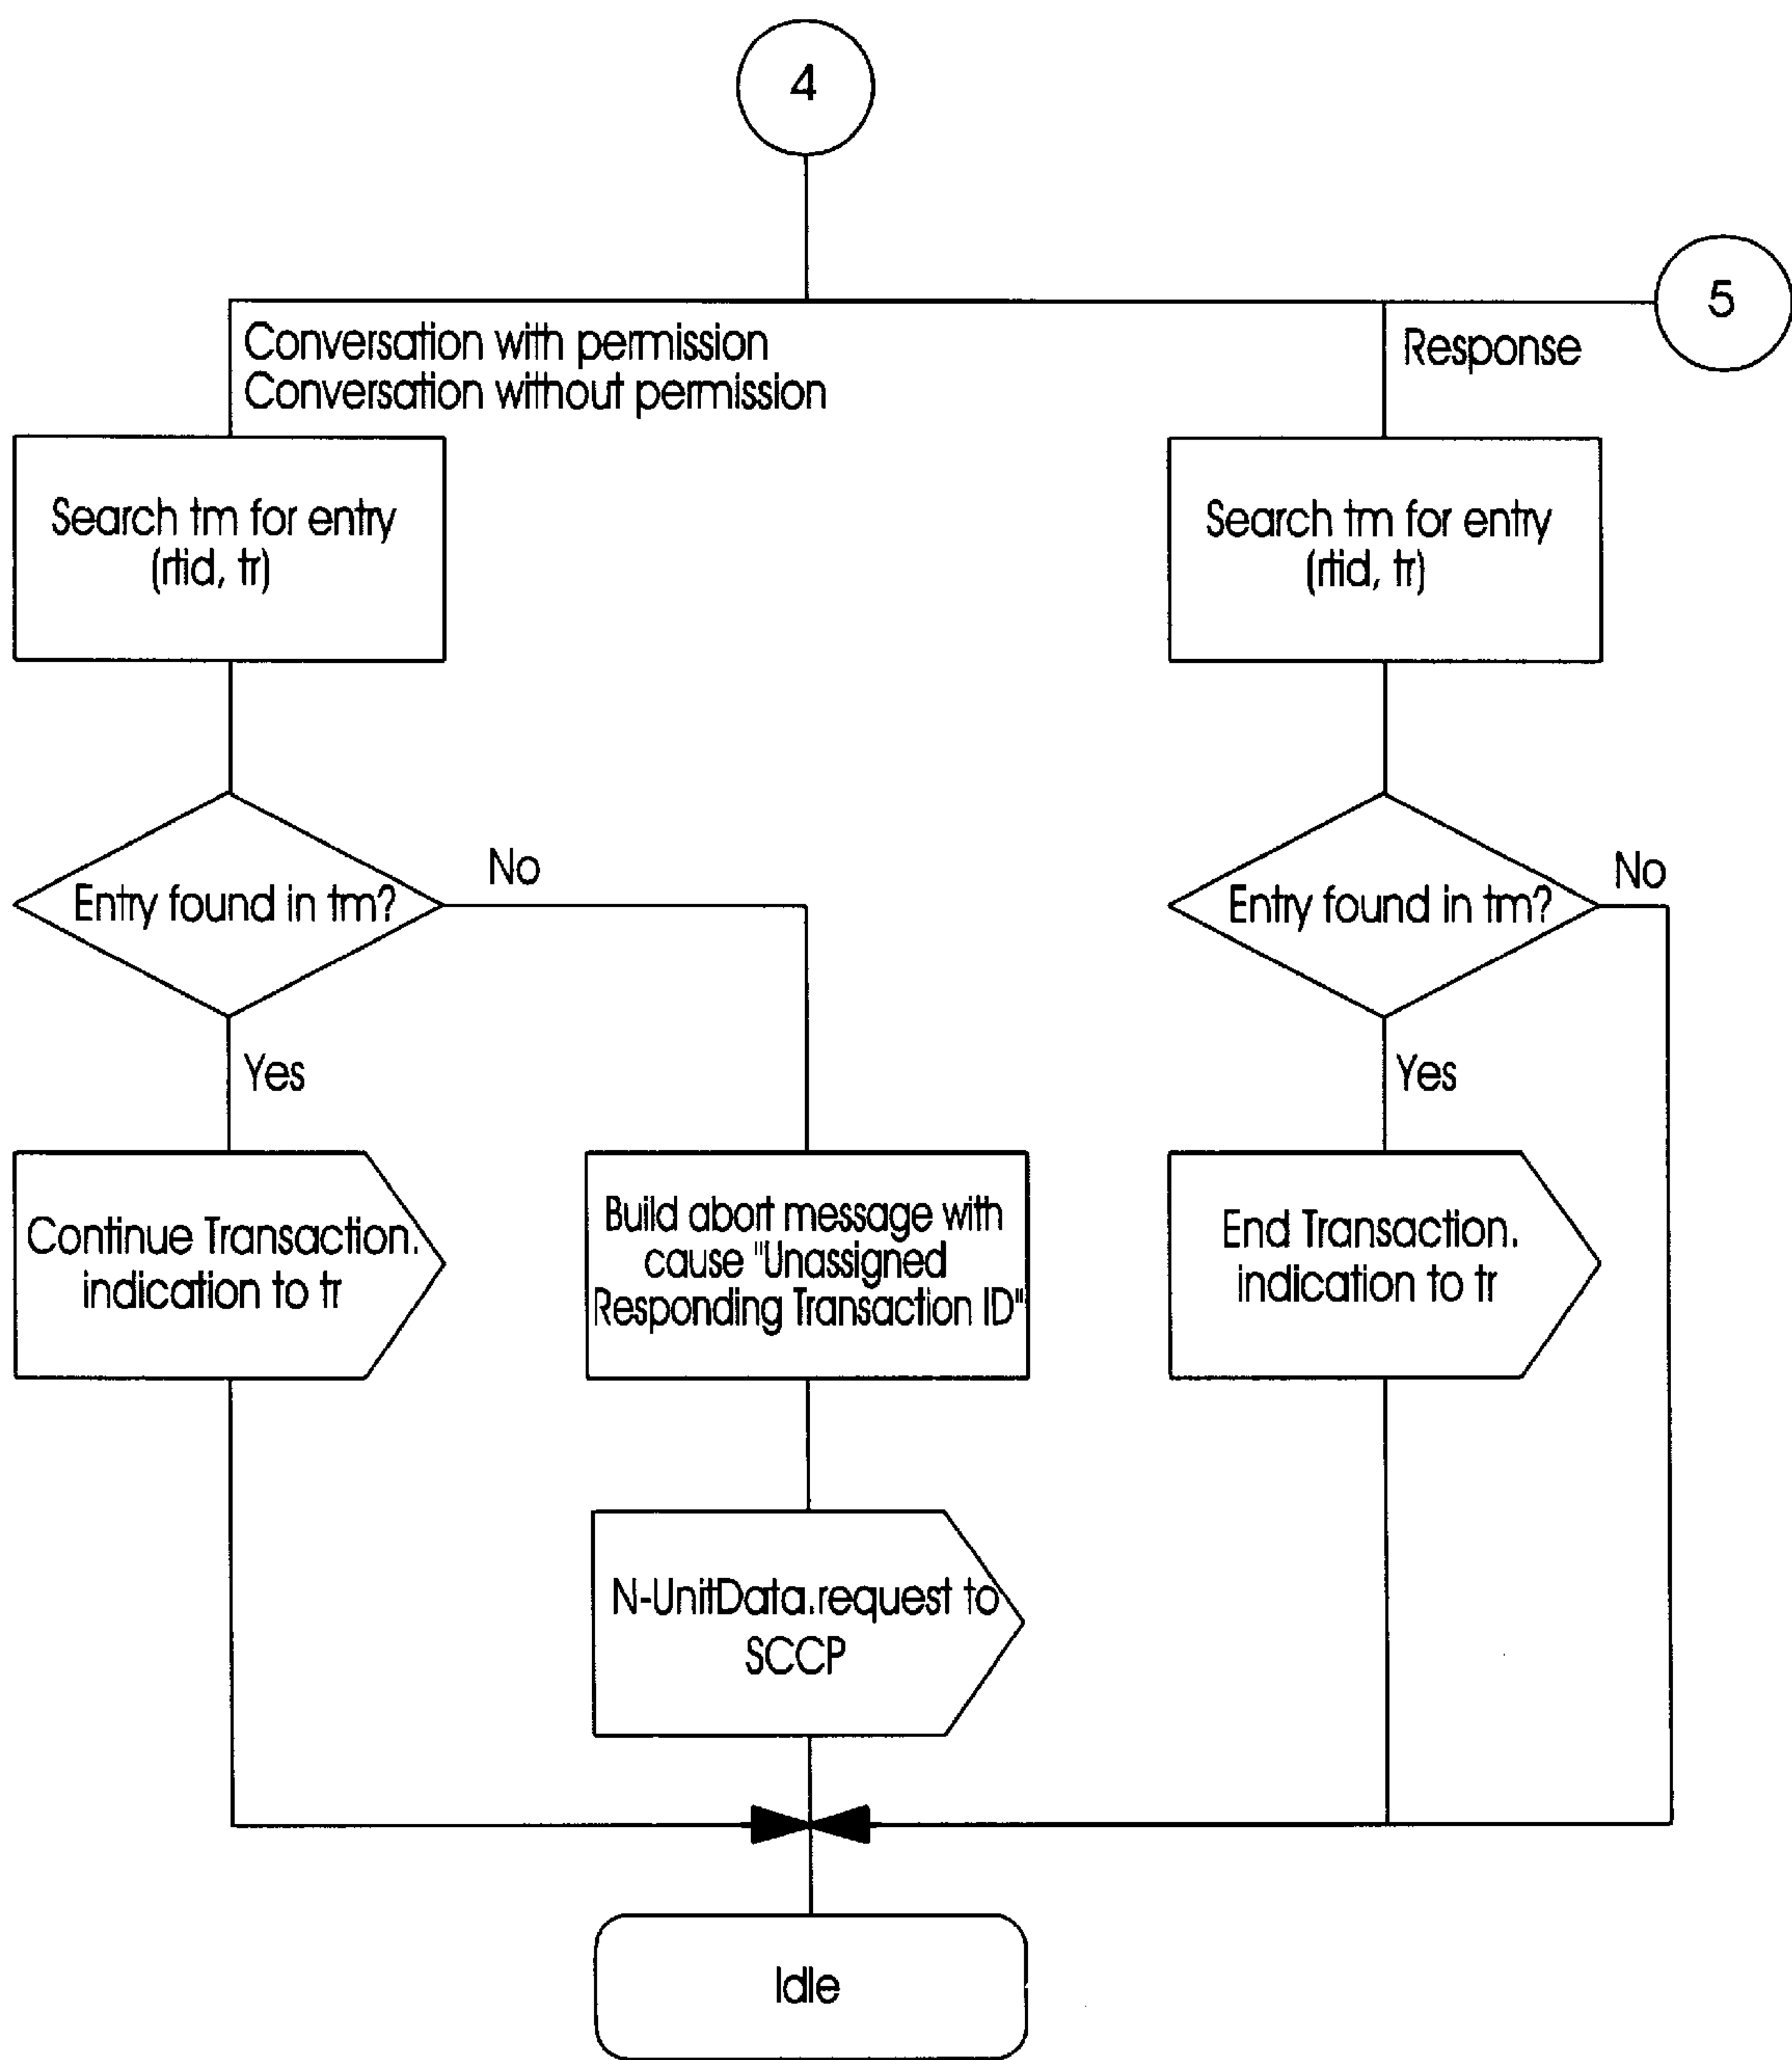 4
5
Conversation with permission
Conversation without permission
Response
Search tm for entry
(rtid, tr)
Search tm for entry
(rtid, tr)
Entry found in tm?
No
Entry found in tm?
No
Yes
Yes
Continue Transaction.
indication to tr
Build abort message with
cause "Unassigned
Responding Transaction ID"
End Transaction.
indication to tr
N-UnitData.request to
SCCP
Idle